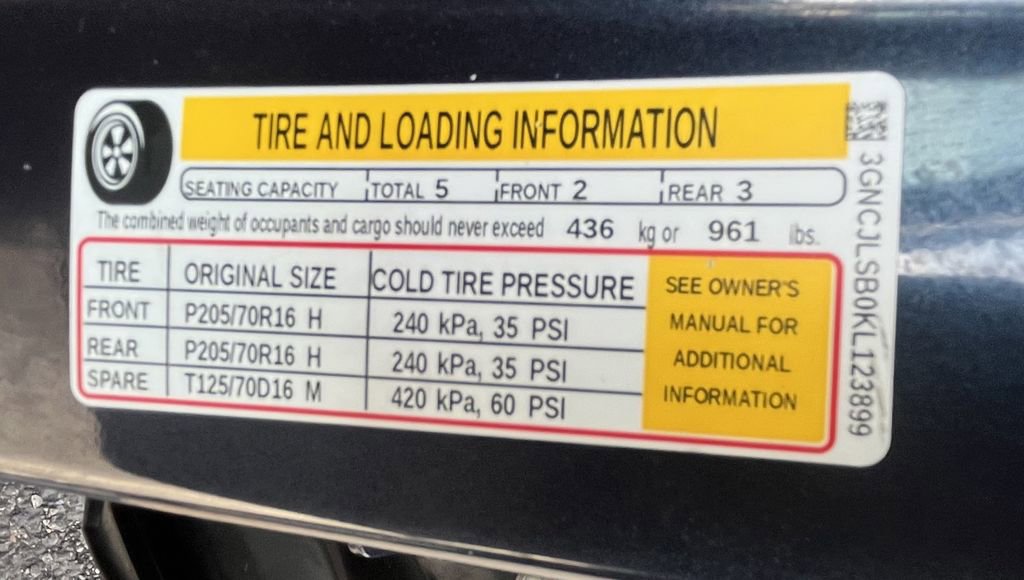 TIRE AND LOADING INFORMATION
SEATING CAPACITY TOTAL 5 FRONT 2 REAR 3
The combined weight of occupants and cargo should never exceed 436 kg or 961 lbs.
TIRE ORIGINAL SIZE COLD TIRE PRESSURE
FRONT P205/70R16 H 240 kPa, 35 PSI
REAR P205/70R16 H 240 kPa, 35 PSI
SPARE T125/70D16 M 420 kPa, 60 PSI
SEE OWNER'S
MANUAL FOR
ADDITIONAL
INFORMATION
3GNCJLSB0KL123899